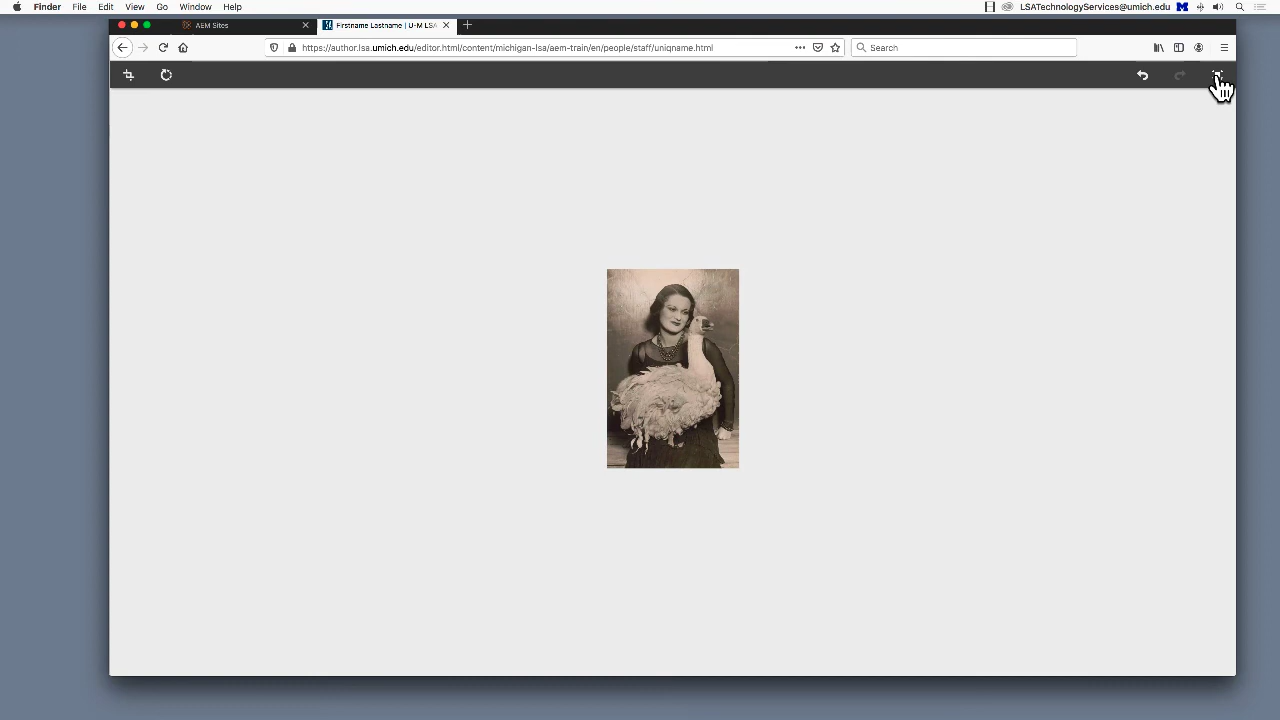 Finder File Edit View Go Window Help LSATechnologyServices@umich.edu
AEM Sites Firstname Lastname | U-M LSA
https://author.lsa.umich.edu/editor.html/content/michigan-lsa/aem-train/en/people/staff/uniqname.html Search